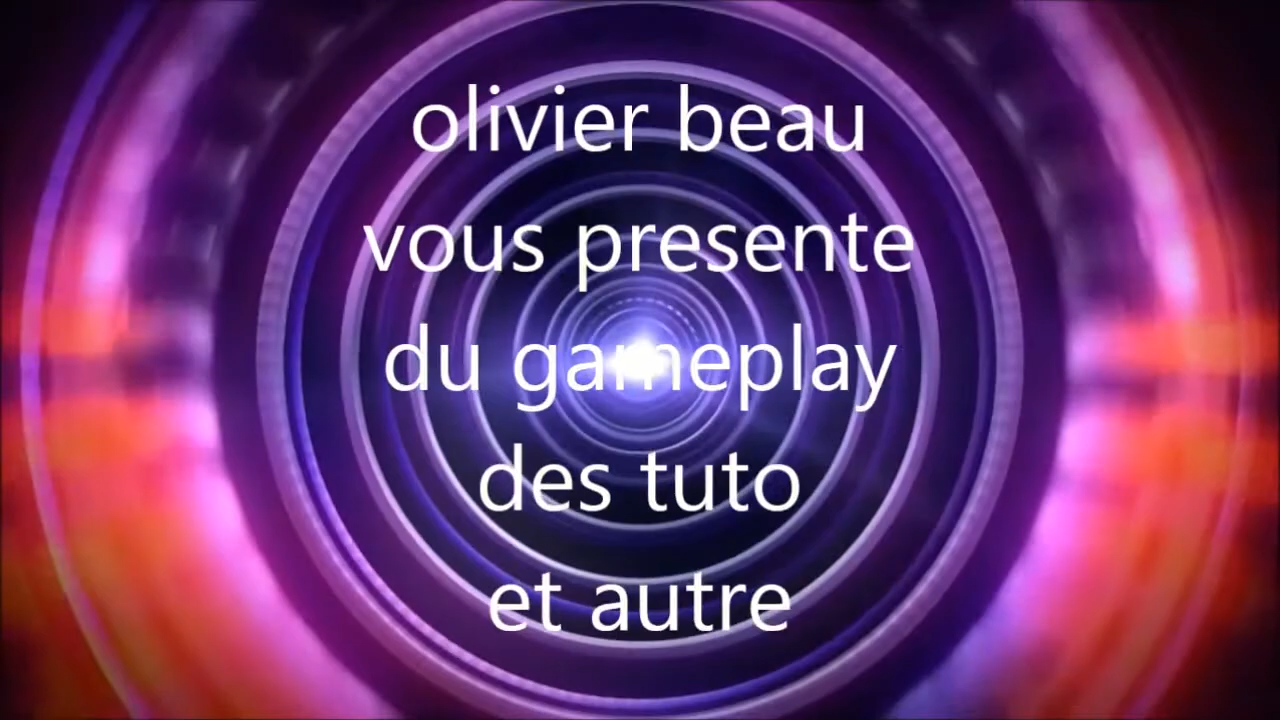 olivier beau
vous presente
du gameplay
des tuto
et autre